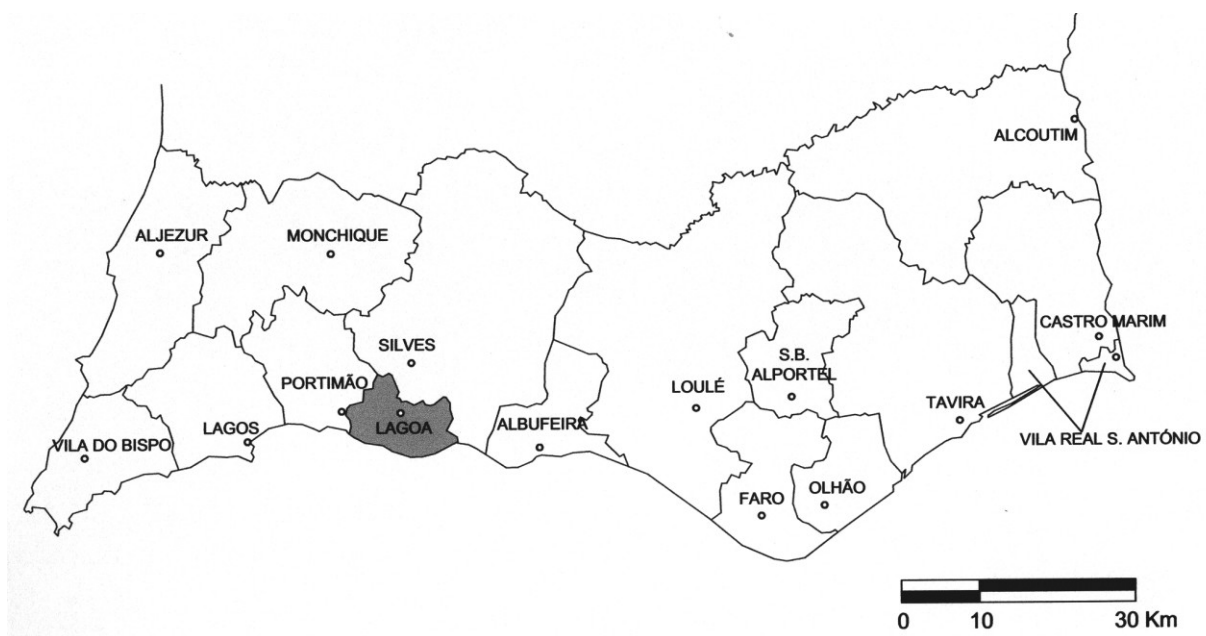 ALCOUTIM
ALJEZUR
MONCHIQUE
CASTRO MARIM
SILVES
S.B.
ALPORTEL
PORTIMÃO
LOULÉ
TAVIRA
LAGOA
ALBUFEIRA
LAGOS
VILA DO BISPO
VILA REAL S. ANTÓNIO
FARO
OLHÃO
0 10 30 Km